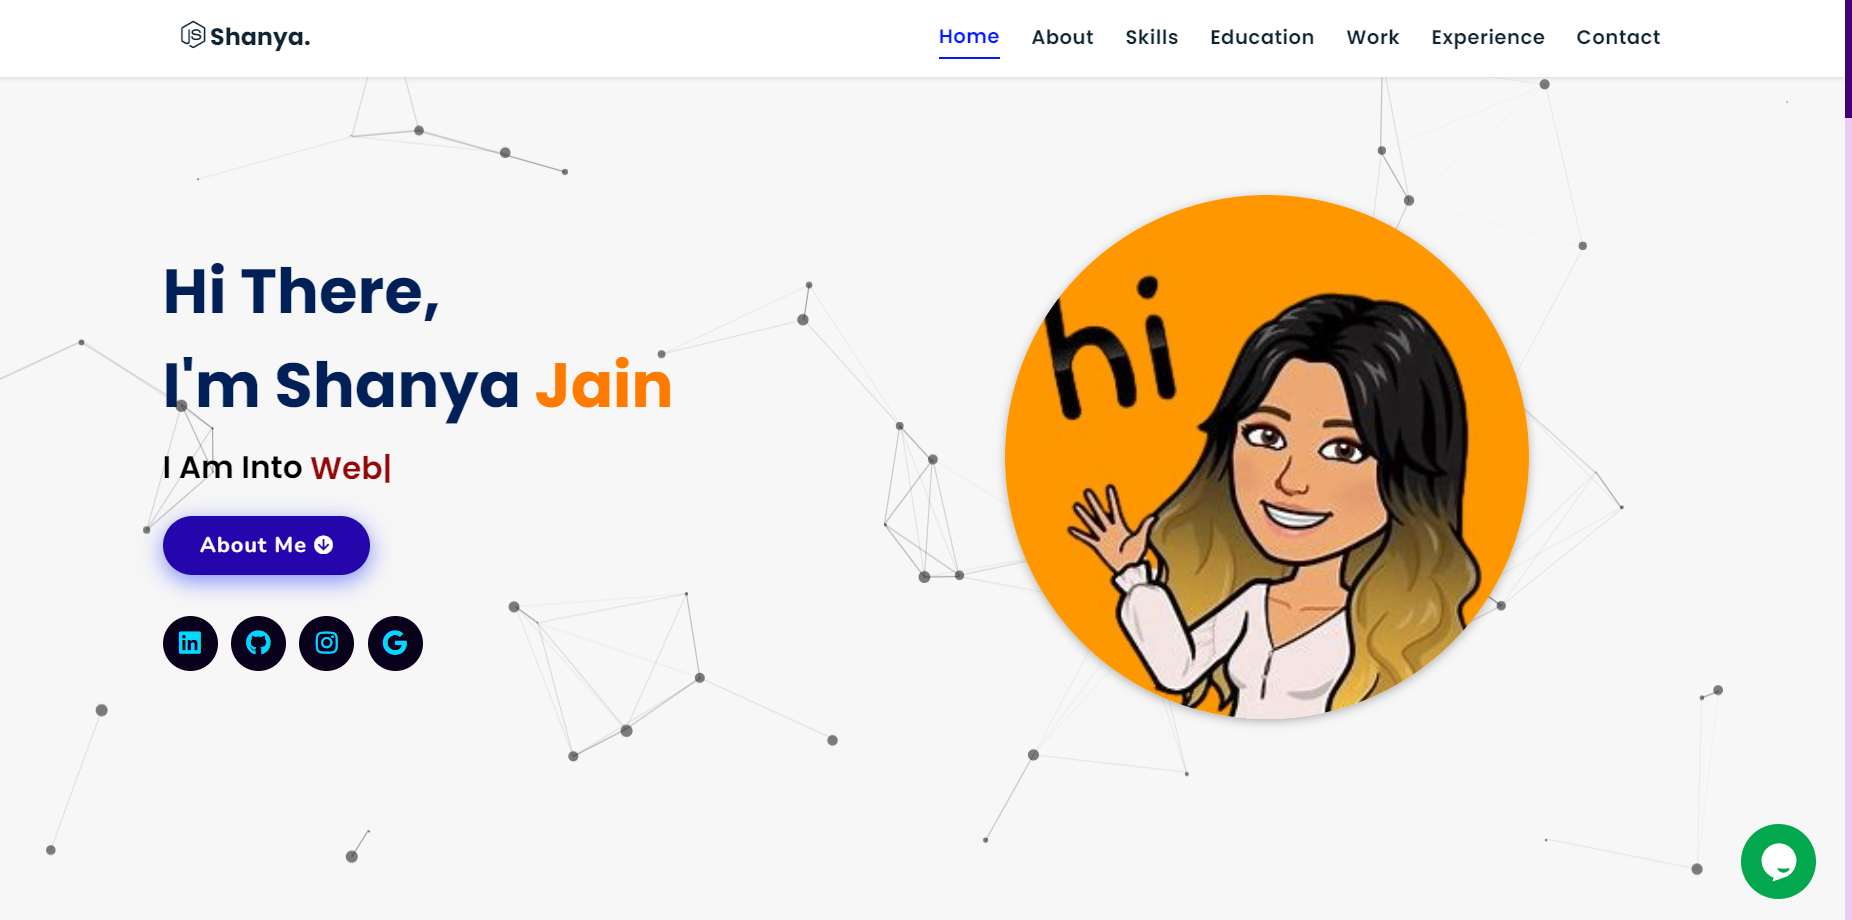 Shanya.
Home About Skills Education Work Experience Contact
Hi There,
I'm Shanya Jain
I Am Into Web|
About Me
hi